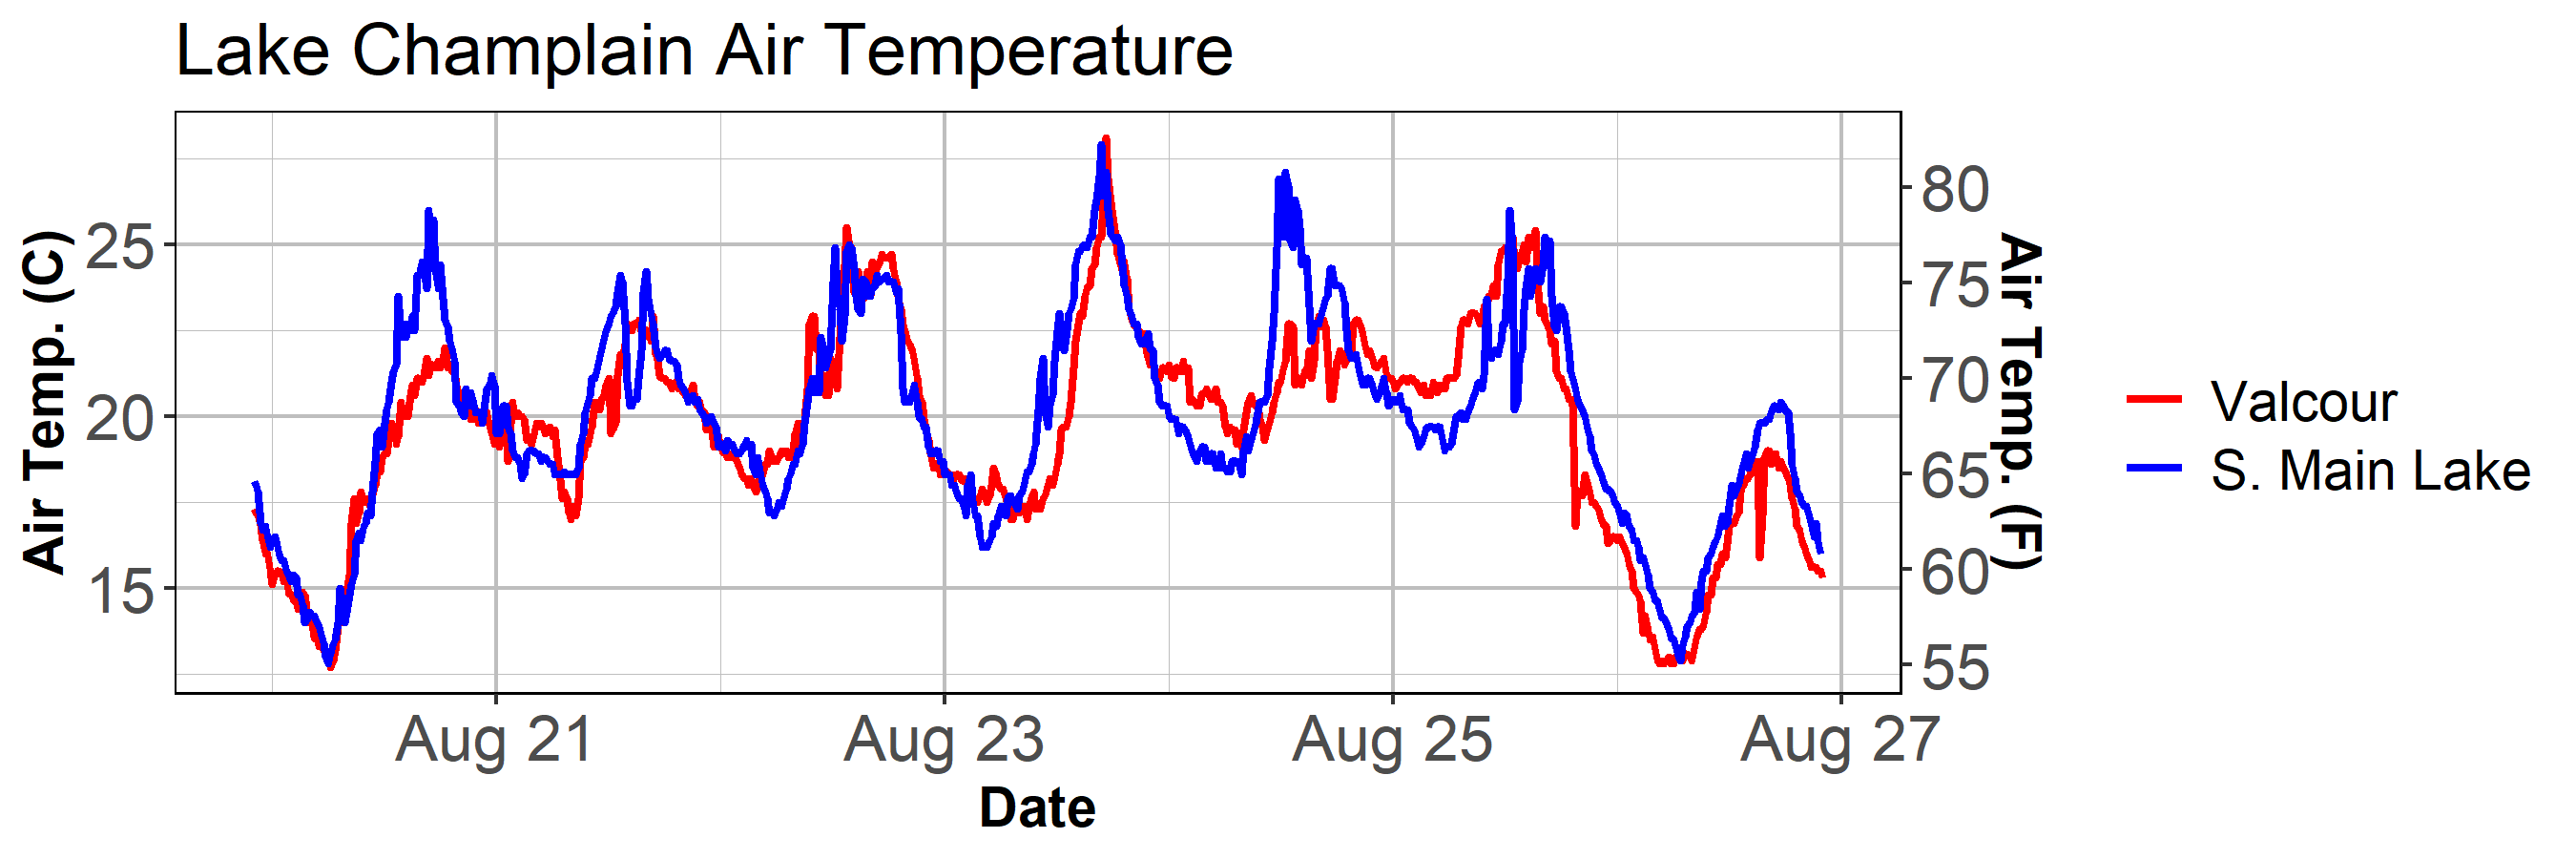 Lake Champlain Air Temperature
Air Temp. (C)
25
20
15
80
75
70
65
60
55
Air Temp. (F)
Aug 21
Aug 23
Aug 25
Aug 27
Date
Valcour
S. Main Lake